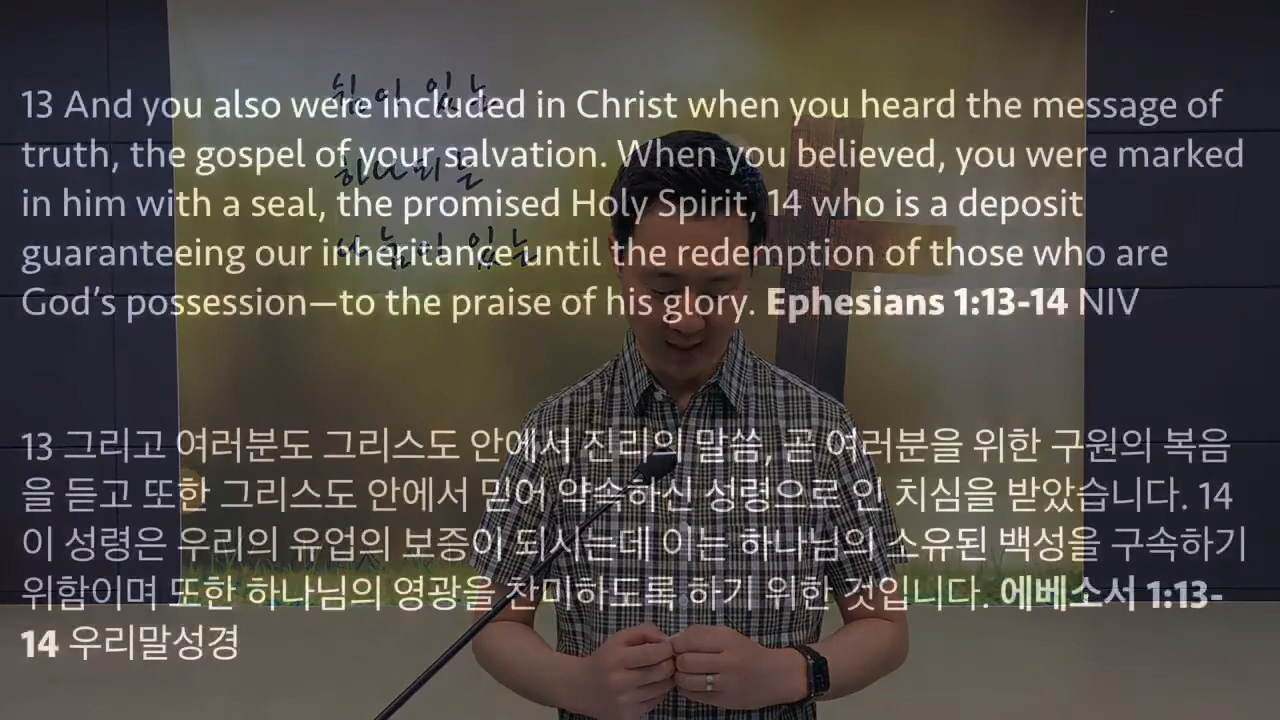 13 And you also were included in Christ when you heard the message of
truth, the gospel of your salvation. When you believed, you were marked
in him with a seal, the promised Holy Spirit, 14 who is a deposit
guaranteeing our inheritance until the redemption of those who are
God’s possession—to the praise of his glory. Ephesians 1:13-14 NIV
13 그리고 여러분도 그리스도 안에서 진리의 말씀, 곧 여러분을 위한 구원의 복음
을 듣고 또한 그리스도 안에서 믿어 약속하신 성령으로 인 치심을 받았습니다. 14
이 성령은 우리의 유업의 보증이 되시는데 이는 하나님의 소유된 백성을 구속하기
위함이며 또한 하나님의 영광을 찬미하도록 하기 위한 것입니다. 에베소서 1:13-
14 우리말성경